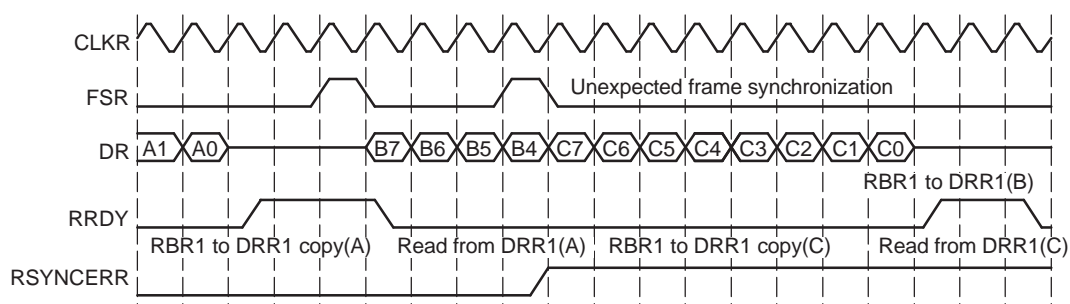 CLKR
FSR
Unexpected frame synchronization
DR A1 A0 B7 B6 B5 B4 C7 C6 C5 C4 C3 C2 C1 C0
RBR1 to DRR1(B)
RRDY
RBR1 to DRR1 copy(A) Read from DRR1(A) RBR1 to DRR1 copy(C) Read from DRR1(C)
RSYNCERR